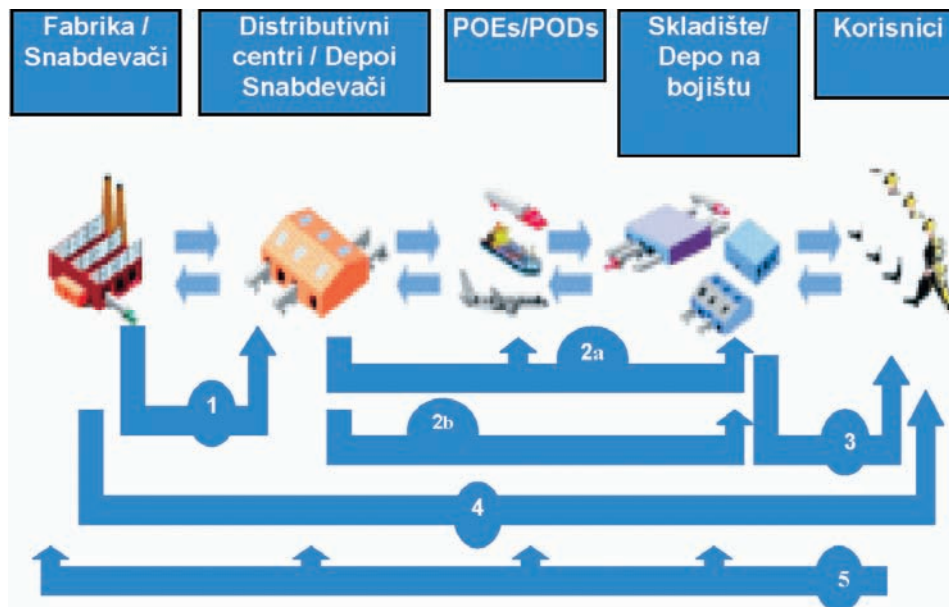 Fabrika /
Snabdevači
Distributivni
centri / Depoi
Snabdevači
POEs/PODs
Skladište/
Depo na
bojištu
Korisnici
1
2a
2b
3
4
5